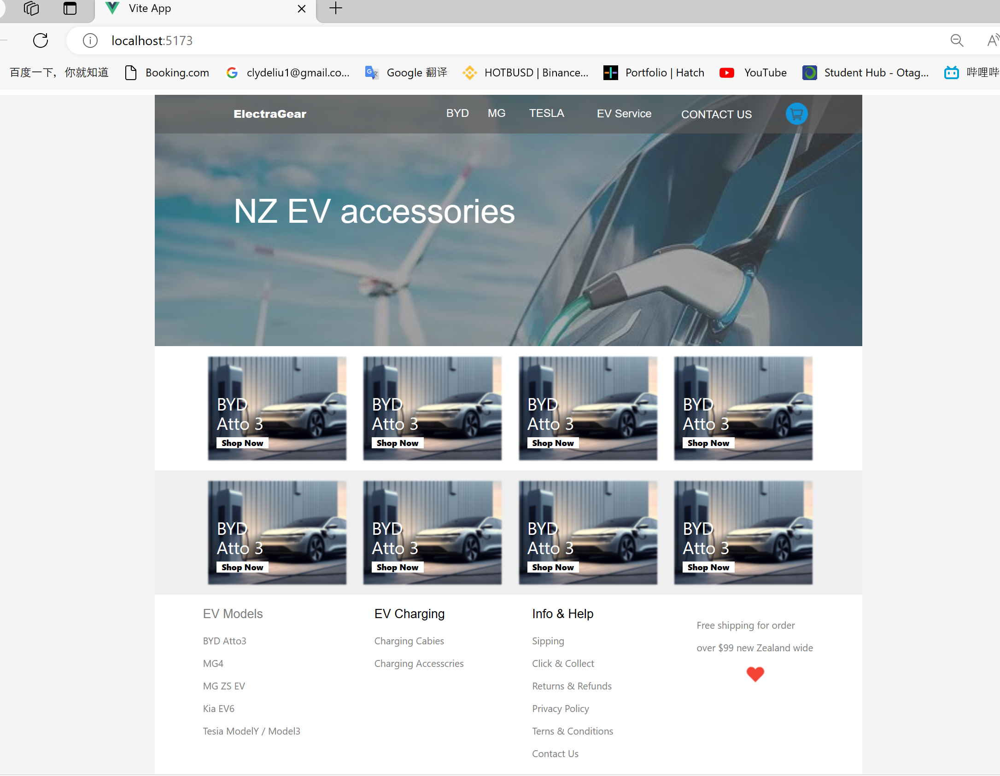 Vite App
localhost:5173
百度一下，你就知道
Booking.com
clydeliu1@gmail.co...
Google 翻译
HOTBUSD | Binance...
Portfolio | Hatch
YouTube
Student Hub - Otag...
哔哩哔
ElectraGear
BYD
MG
TESLA
EV Service
CONTACT US
NZ EV accessories
BYD
Atto 3
Shop Now
BYD
Atto 3
Shop Now
BYD
Atto 3
Shop Now
BYD
Atto 3
Shop Now
BYD
Atto 3
Shop Now
BYD
Atto 3
Shop Now
BYD
Atto 3
Shop Now
BYD
Atto 3
Shop Now
EV Models
BYD Atto3
MG4
MG ZS EV
Kia EV6
Tesia ModelY / Model3
EV Charging
Charging Cabies
Charging Accesscries
Info & Help
Sipping
Click & Collect
Returns & Refunds
Privacy Policy
Terns & Conditions
Contact Us
Free shipping for order
over $99 new Zealand wide